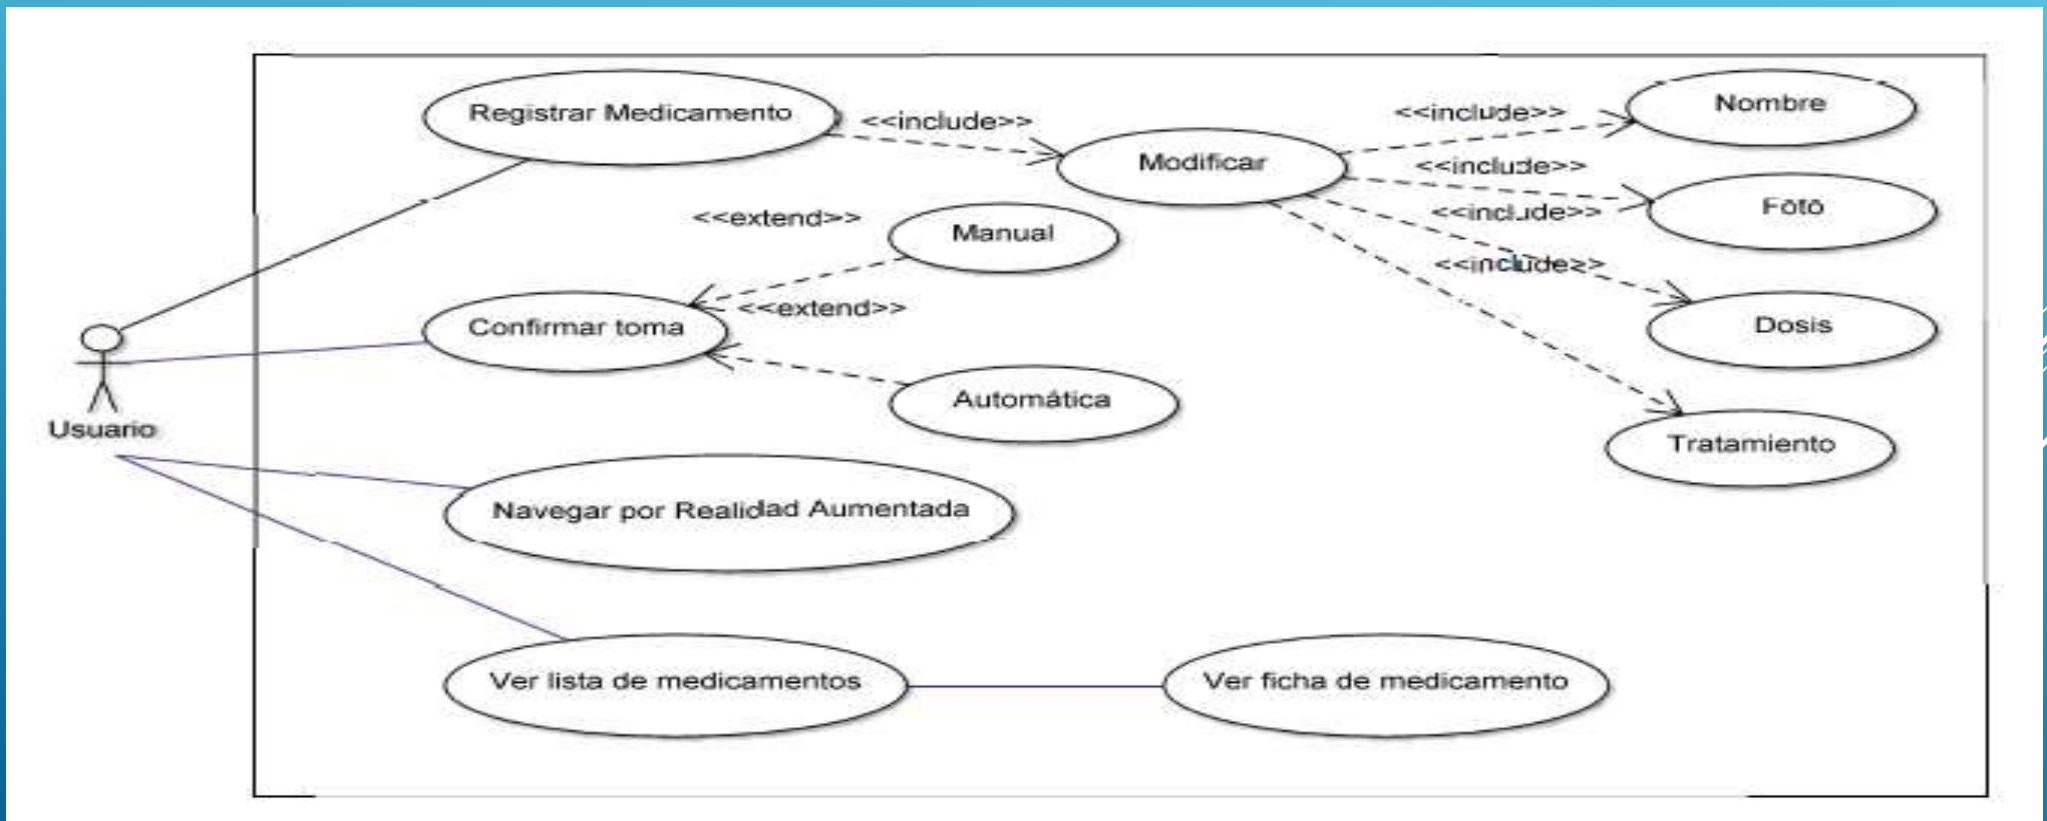 Registrar Medicamento
<<include>>
Modificar
<<include>>
Nombre
<<include>>
Foto
<<include>>
Dosis
<<include>>
Tratamiento
<<extend>>
Manual
Confirmar toma
<<extend>>
Automática
Usuario
Navegar por Realidad Aumentada
Ver lista de medicamentos
Ver ficha de medicamento